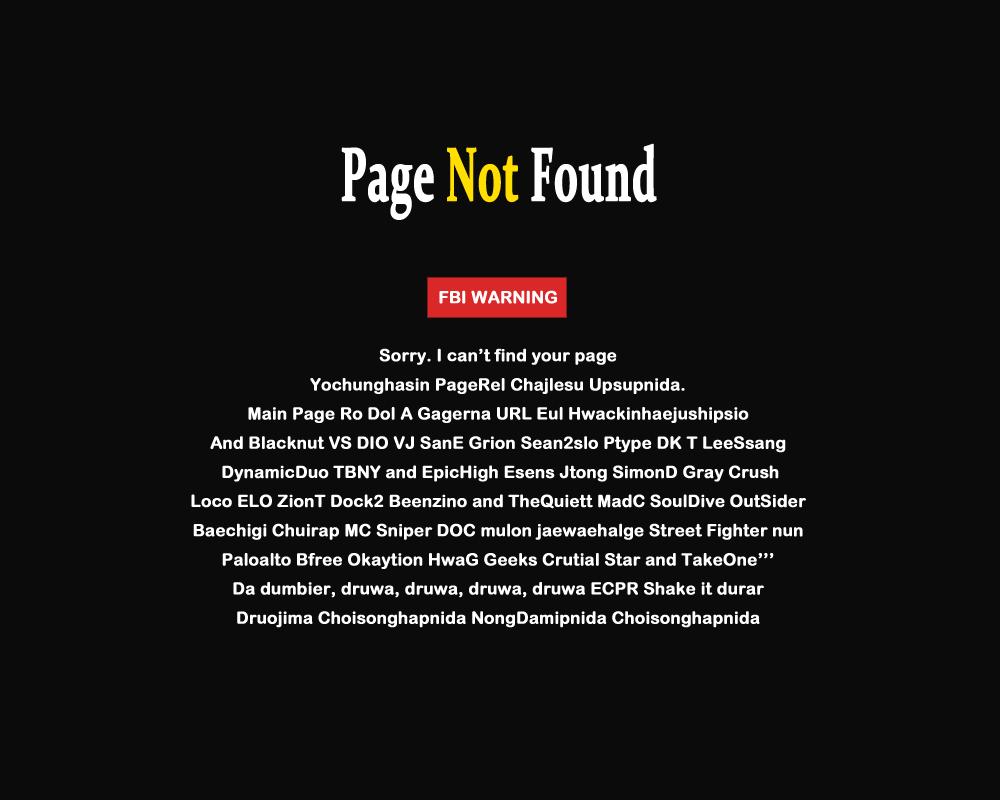 Page Not Found
FBI WARNING
Sorry. I can’t find your page
Yochunghasin PageRel Chajlesu Upsupnida.
Main Page Ro Dol A Gagerna URL Eul Hwackinhaejushipsio
And Blacknut VS DIO VJ SanE Grion Sean2slo Ptype DK T LeeSsang
DynamicDuo TBNY and EpicHigh Esens Jtong SimonD Gray Crush
Loco ELO ZionT Dock2 Beenzino and TheQuiett MadC SoulDive OutSider
Baechigi Chuirap MC Sniper DOC mulon jaewaehalge Street Fighter nun
Paloalto Bfree Okaytion HwaG Geeks Crutial Star and TakeOne’’’
Da dumbier, druwa, druwa, druwa, druwa ECPR Shake it durar
Druojima Choisonghapnida NongDamipnida Choisonghapnida